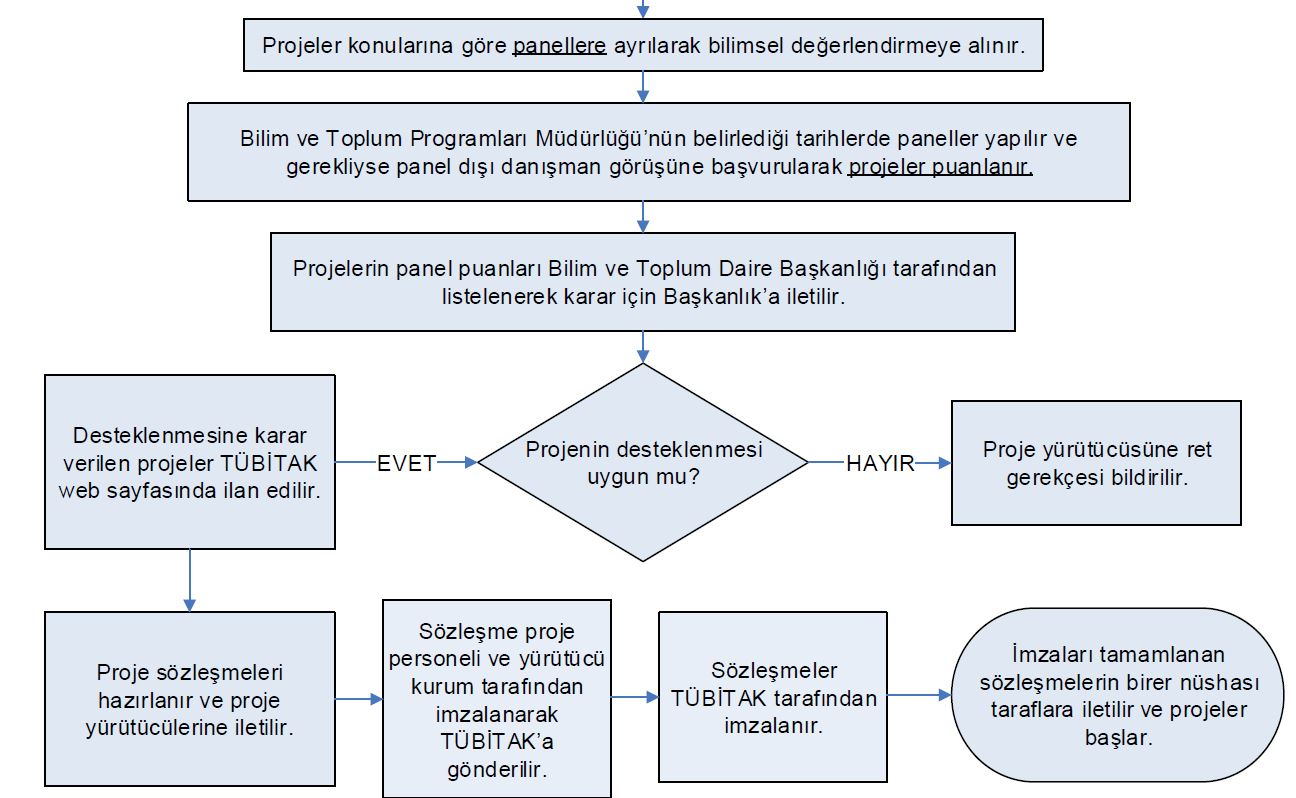 Projeler konularına göre panellere ayrılarak bilimsel değerlendirmeye alınır.
Bilim ve Toplum Programları Müdürlüğü’nün belirlediği tarihlerde paneller yapılır ve
gerekliyse panel dışı danışman görüşüne başvurularak projeler puanlanır.
Projelerin panel puanları Bilim ve Toplum Daire Başkanlığı tarafından
listelenerek karar için Başkanlık’a iletilir.
Desteklenmesine karar
verilen projeler TÜBİTAK
web sayfasında ilan edilir.
EVET
Projenin desteklenmesi
uygun mu?
HAYIR
Proje yürütücüsüne ret
gerekçesi bildirilir.
Proje sözleşmeleri
hazırlanır ve proje
yürütücülerine iletilir.
Sözleşme proje
personeli ve yürütücü
kurum tarafından
imzalanarak
TÜBİTAK’a
gönderilir.
Sözleşmeler
TÜBİTAK tarafından
imzalanır.
İmzaları tamamlanan
sözleşmelerin birer nüshası
taraflara iletilir ve projeler
başlar.